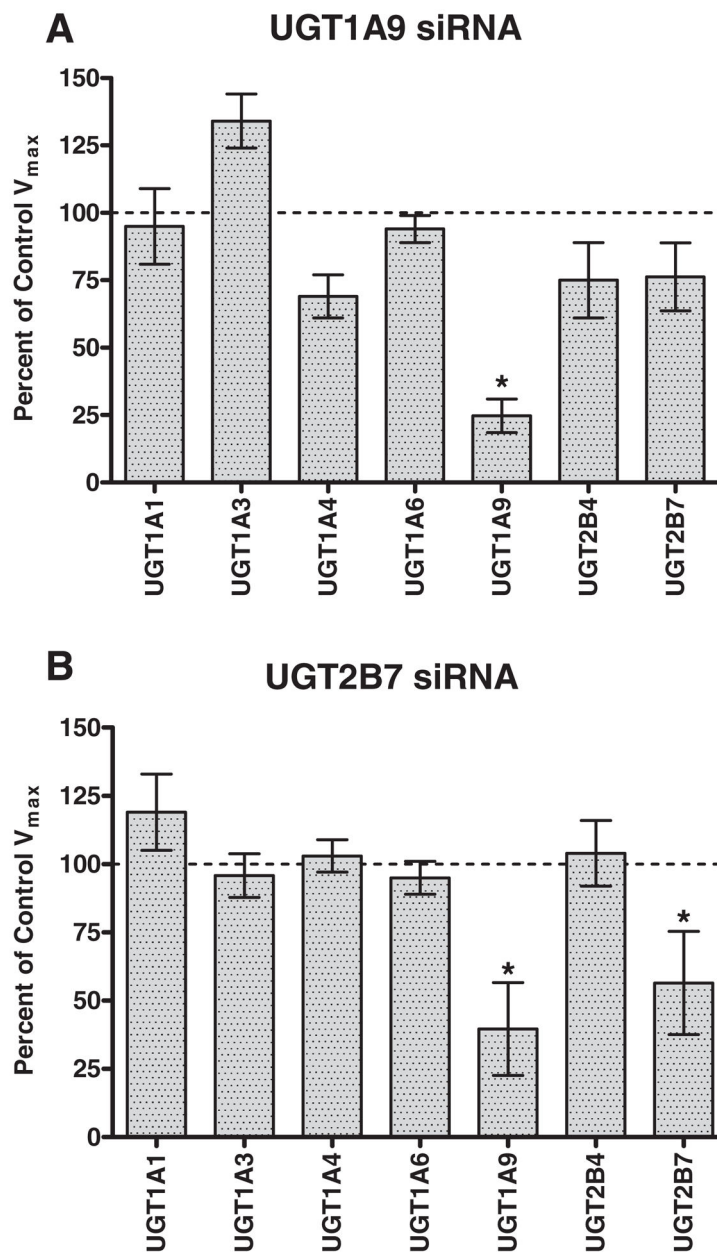 A
UGT1A9 siRNA
Percent of Control Vmax
150
125
100
75
50
25
0
*
UGT1A1
UGT1A3
UGT1A4
UGT1A6
UGT1A9
UGT2B4
UGT2B7
B
UGT2B7 siRNA
Percent of Control Vmax
150
125
100
75
50
25
0
*
*
UGT1A1
UGT1A3
UGT1A4
UGT1A6
UGT1A9
UGT2B4
UGT2B7